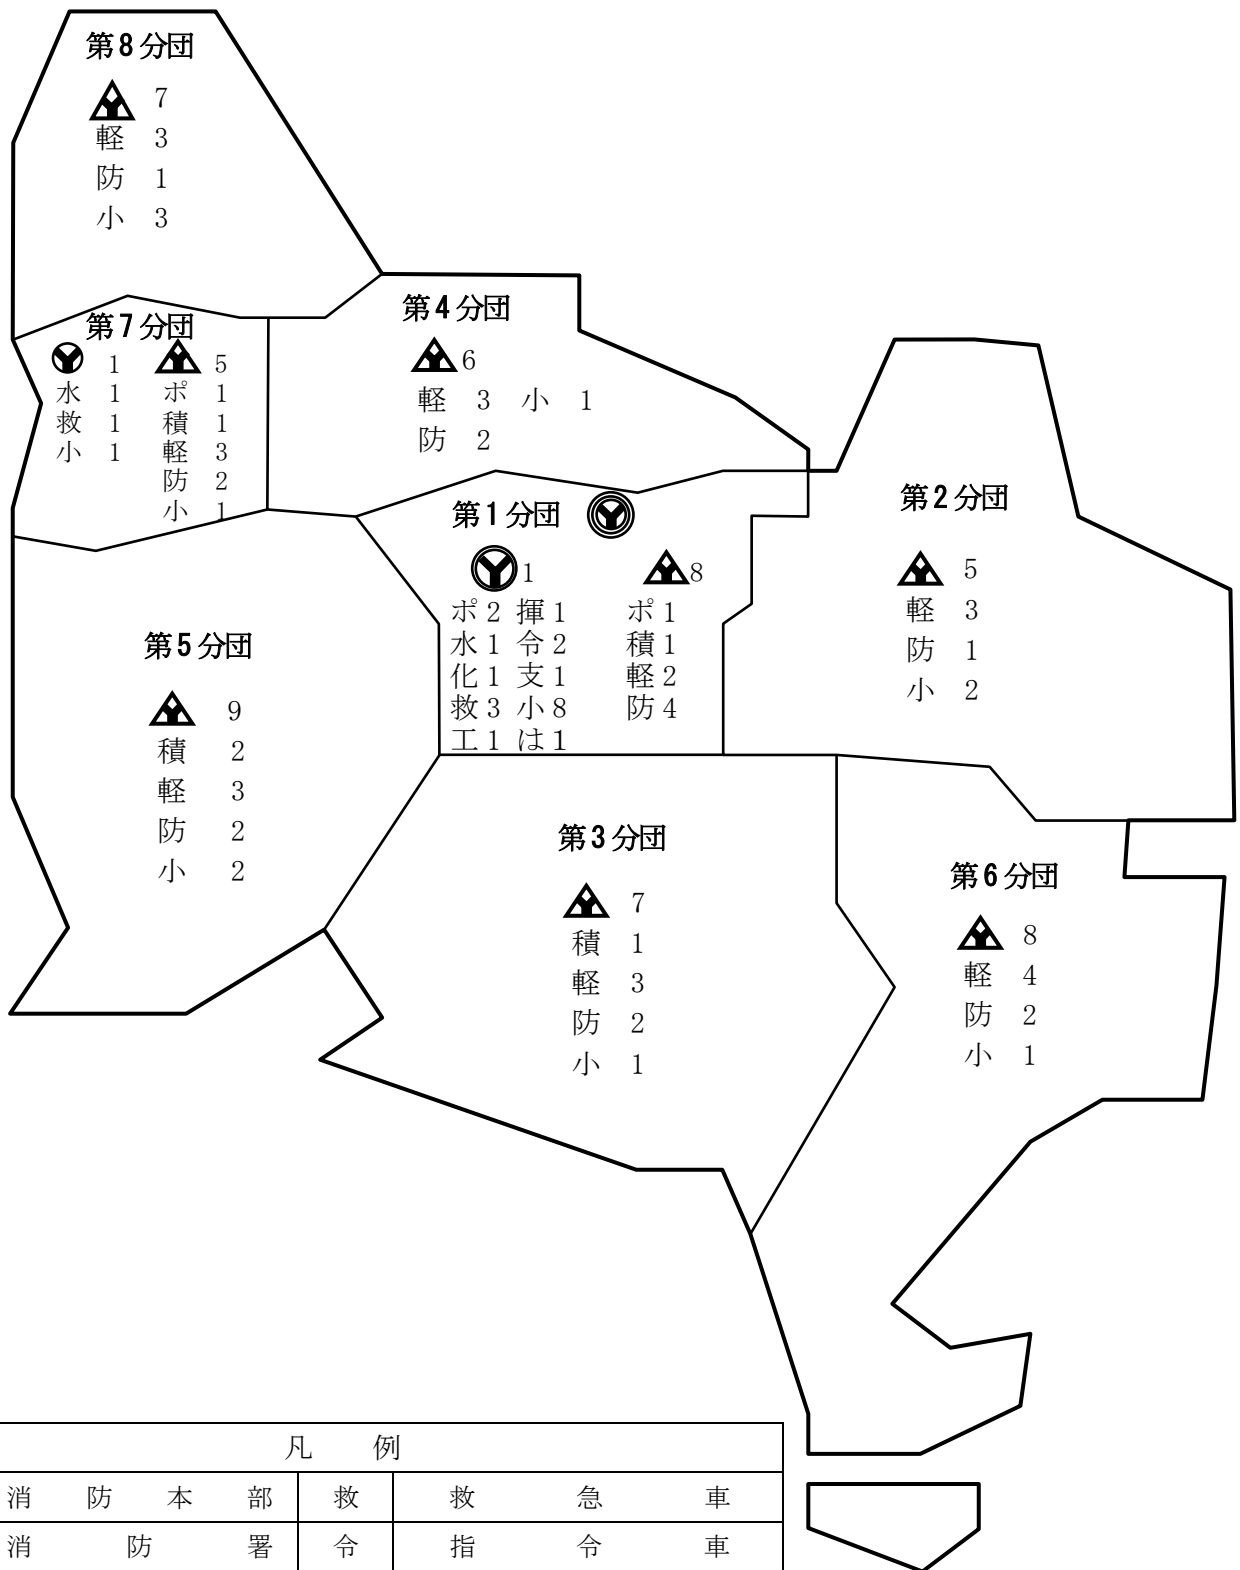 第8分団
7
軽 3
防 1
小 3
第7分団
1
水 1
救 1
小 1
5
ポ 1
積 1
軽 3
防 2
小 1
第4分団
6
軽 3 小 1
防 2
第1分団
1
ポ2 揮1
水1 令2
化1 支1
救3 小8
工1 は1
8
ポ1
積1
軽2
防4
第2分団
5
軽 3
防 1
小 2
第5分団
9
積 2
軽 3
防 2
小 2
第3分団
7
積 1
軽 3
防 2
小 1
第6分団
8
軽 4
防 2
小 1
凡 例
消防本部 救 救急車
消防署 令 指令車